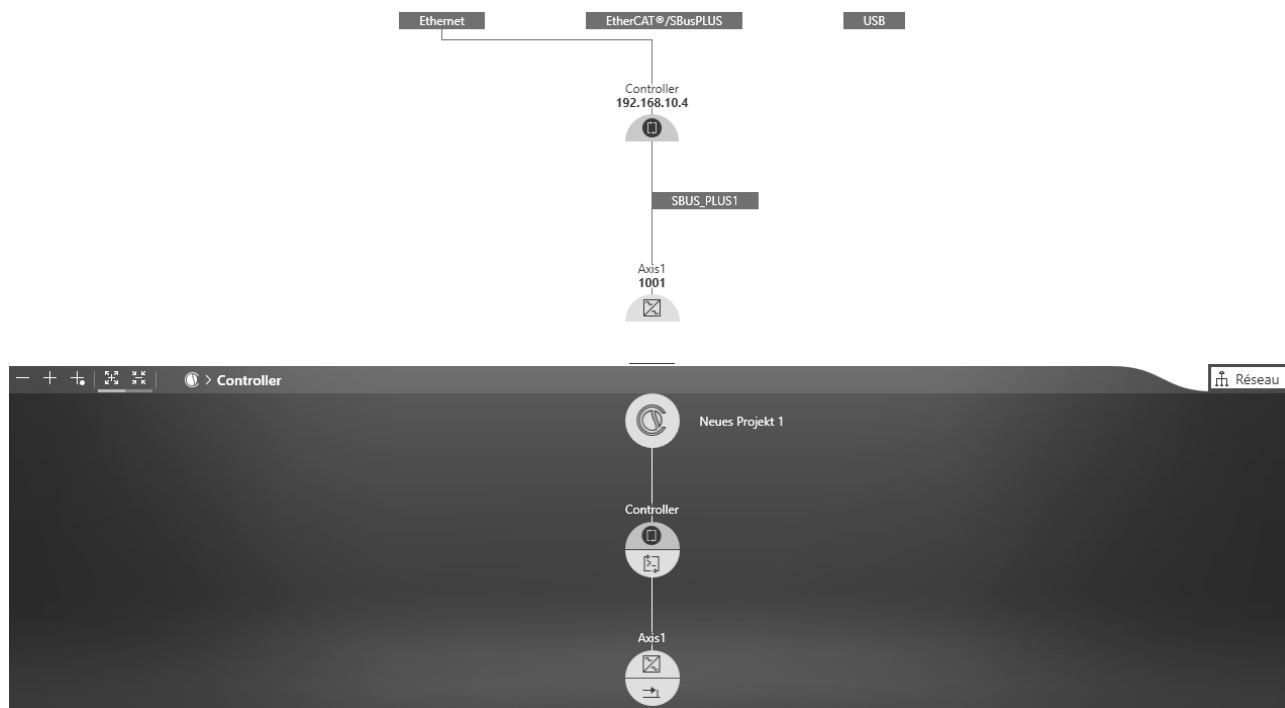 Ethernet
EtherCAT®/SBusPLUS
USB
Controller
192.168.10.4
SBUS_PLUS1
Axis1
1001
> Controller
Réseau
Neues Projekt 1
Controller
Axis1